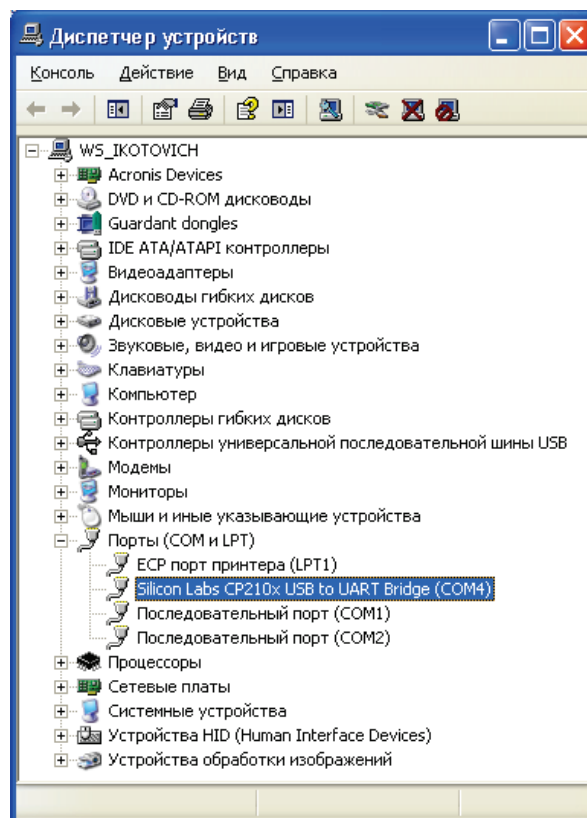 Диспетчер устройств
Консоль Действие Вид Справка
WS_IKOTOVICH
Acronis Devices
DVD и CD-ROM дисководы
Guardant dongles
IDE ATA/ATAPI контроллеры
Видеоадаптеры
Дисководы гибких дисков
Дисковые устройства
Звуковые, видео и игровые устройства
Клавиатуры
Компьютер
Контроллеры гибких дисков
Контроллеры универсальной последовательной шины USB
Модемы
Мониторы
Мыши и иные указывающие устройства
Порты (COM и LPT)
ECP порт принтера (LPT1)
Silicon Labs CP210x USB to UART Bridge (COM4)
Последовательный порт (COM1)
Последовательный порт (COM2)
Процессоры
Сетевые платы
Системные устройства
Устройства HID (Human Interface Devices)
Устройства обработки изображений